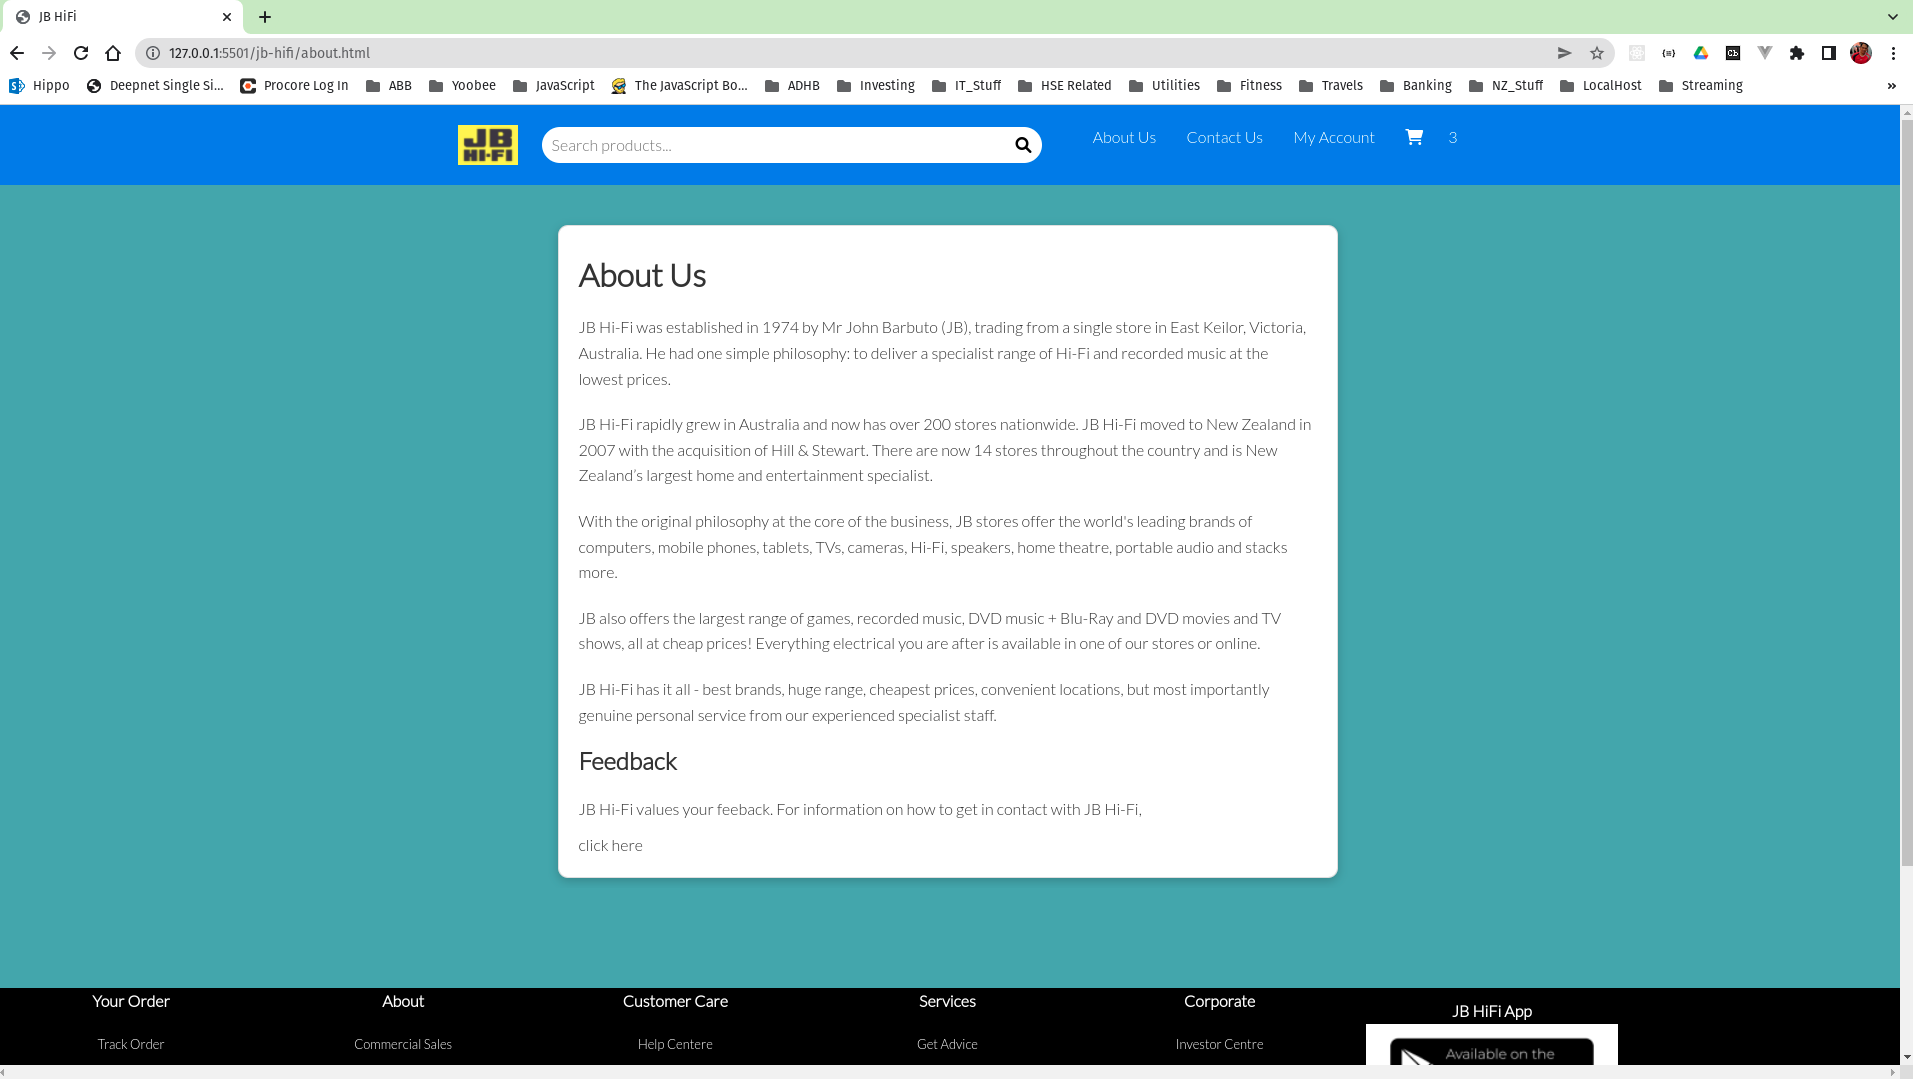 JB HiFi
127.0.0.1:5501/jb-hifi/about.html
Hippo Deepnet Single Si... Procore Log In ABB Yoobee JavaScript The JavaScript Bo... ADHB Investing IT_Stuff HSE Related Utilities Fitness Travels Banking NZ_Stuff LocalHost Streaming »
JB HI-FI Search products... About Us Contact Us My Account 3
About Us
JB Hi-Fi was established in 1974 by Mr John Barbuto (JB), trading from a single store in East Keilor, Victoria,
Australia. He had one simple philosophy: to deliver a specialist range of Hi-Fi and recorded music at the
lowest prices.
JB Hi-Fi rapidly grew in Australia and now has over 200 stores nationwide. JB Hi-Fi moved to New Zealand in
2007 with the acquisition of Hill & Stewart. There are now 14 stores throughout the country and is New
Zealand’s largest home and entertainment specialist.
With the original philosophy at the core of the business, JB stores offer the world's leading brands of
computers, mobile phones, tablets, TVs, cameras, Hi-Fi, speakers, home theatre, portable audio and stacks
more.
JB also offers the largest range of games, recorded music, DVD music + Blu-Ray and DVD movies and TV
shows, all at cheap prices! Everything electrical you are after is available in one of our stores or online.
JB Hi-Fi has it all - best brands, huge range, cheapest prices, convenient locations, but most importantly
genuine personal service from our experienced specialist staff.
Feedback
JB Hi-Fi values your feeback. For information on how to get in contact with JB Hi-Fi,
click here
Your Order About Customer Care Services Corporate JB HiFi App
Track Order Commercial Sales Help Centere Get Advice Investor Centre
Available on the